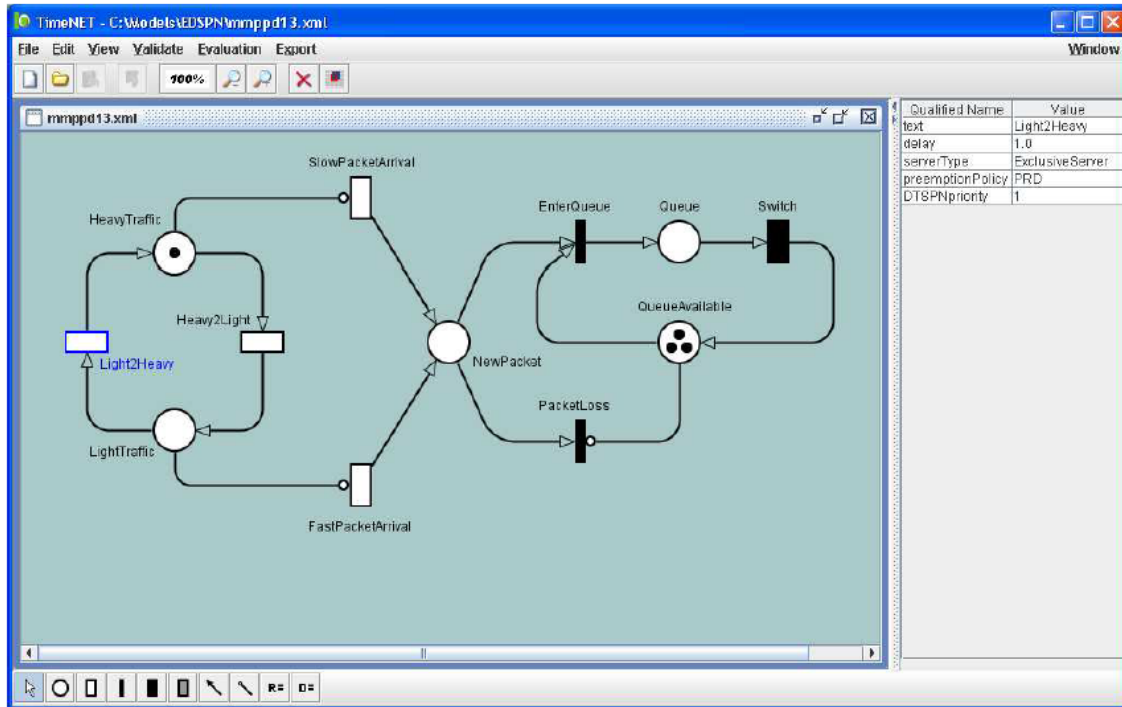 TimeNET - C:\Models\EDSPN\mmppd13.xml
File Edit View Validate Evaluation Export Window
100%
mmppd13.xml
Qualified Name Value
text Light2Heavy
delay 1.0
serverType ExclusiveServer
preemptionPolicy PRD
DTSPNpriority 1
SlowPacketArrival
HeavyTraffic
EnterQueue Queue Switch
Heavy2Light
QueueAvailable
Light2Heavy
NewPacket
PacketLoss
LightTraffic
FastPacketArrival
R= D=